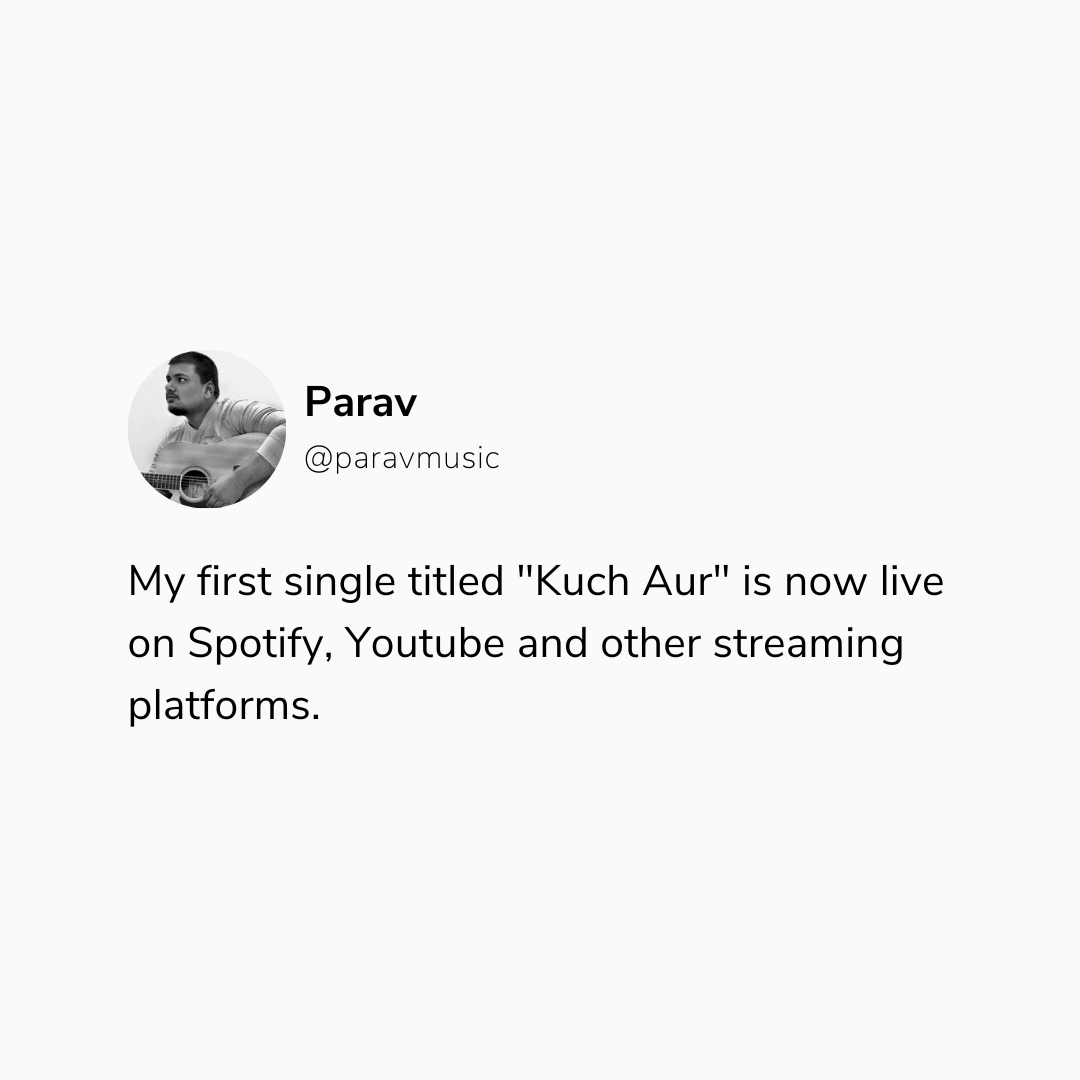 Parav
@paravmusic
My first single titled "Kuch Aur" is now live
on Spotify, Youtube and other streaming
platforms.